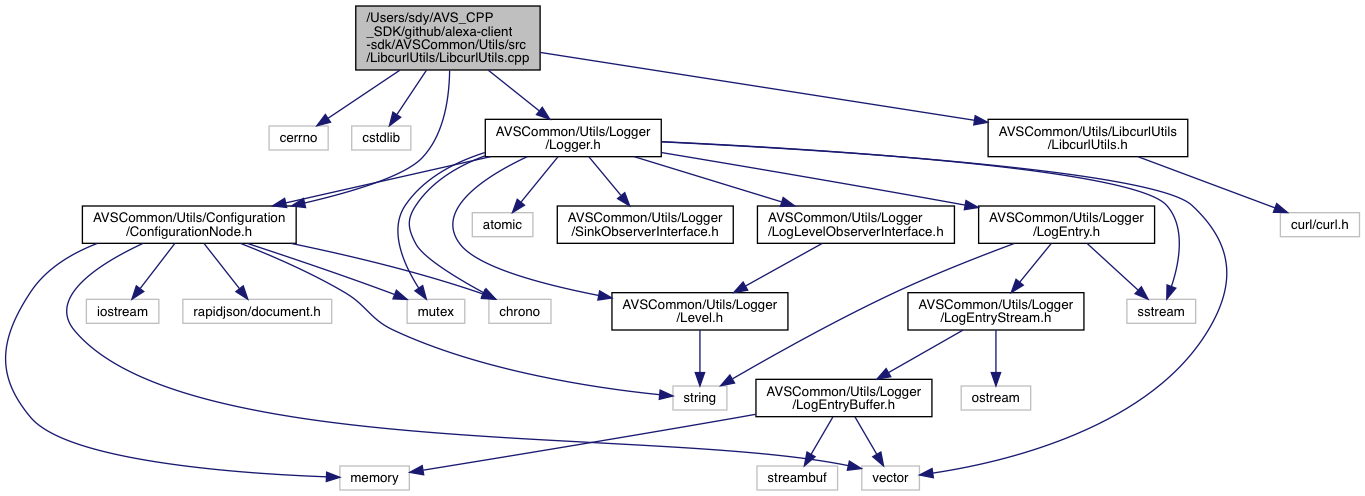 /Users/sdy/AVS_CPP
_SDK/github/alexa-client
-sdk/AVSCommon/Utils/src
/LibcurlUtils/LibcurlUtils.cpp
cerrno
cstdlib
AVSCommon/Utils/Logger
/Logger.h
AVSCommon/Utils/LibcurlUtils
/LibcurlUtils.h
AVSCommon/Utils/Configuration
/ConfigurationNode.h
atomic
AVSCommon/Utils/Logger
/SinkObserverInterface.h
AVSCommon/Utils/Logger
/LogLevelObserverInterface.h
AVSCommon/Utils/Logger
/LogEntry.h
curl/curl.h
iostream
rapidjson/document.h
mutex
chrono
AVSCommon/Utils/Logger
/Level.h
AVSCommon/Utils/Logger
/LogEntryStream.h
sstream
string
AVSCommon/Utils/Logger
/LogEntryBuffer.h
ostream
memory
streambuf
vector